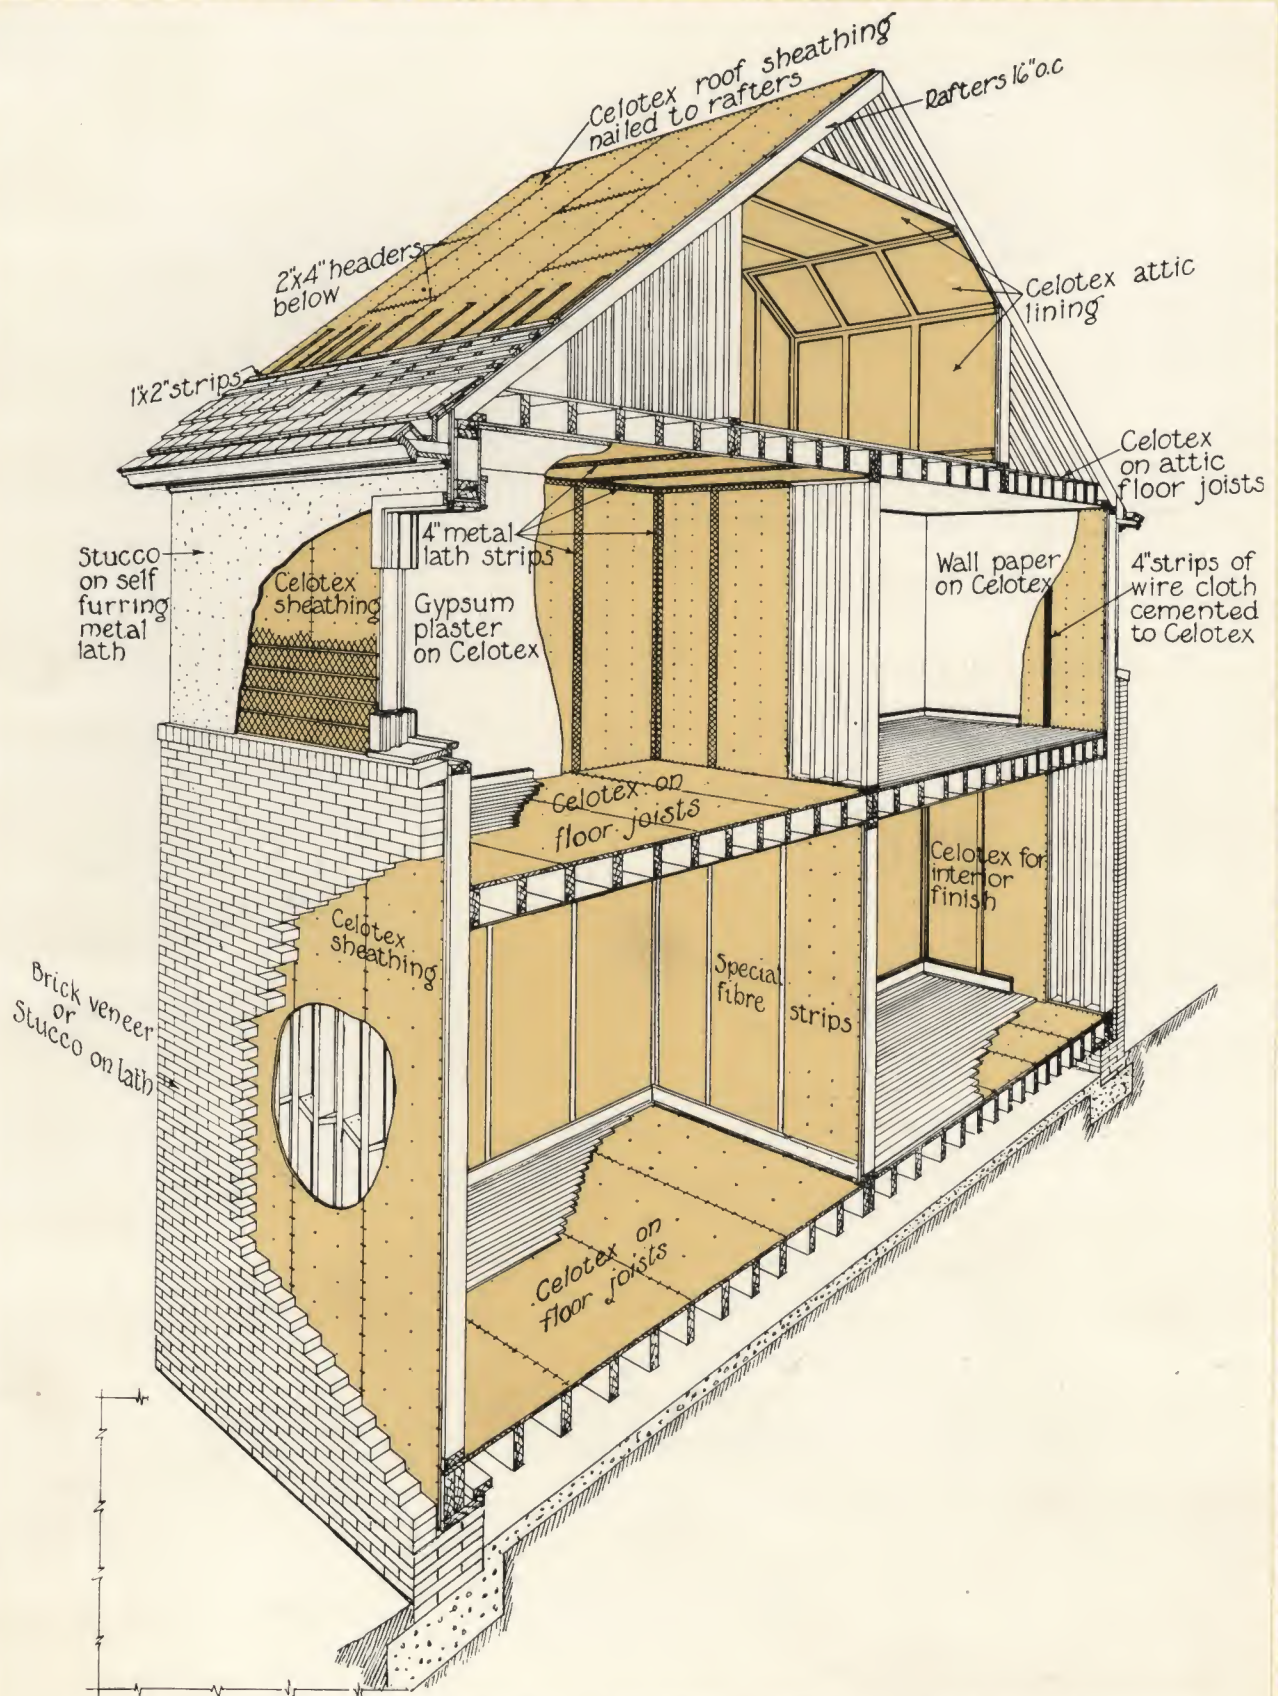 Celotex roof sheathing
nailed to rafters
Rafters 16" o.c
2"x4" headers
below
Celotex attic
lining
1"x2" strips
Celotex
on attic
floor joists
4" metal
lath strips
Stucco
on self
furring
metal
lath
Celotex
sheathing
Gypsum
plaster
on Celotex
Wall paper
on Celotex
4" strips of
wire cloth
cemented
to Celotex
Celotex on
floor joists
Celotex for
interior
finish
Celotex
sheathing
Special
fibre strips
Brick veneer
or
Stucco on lath
Celotex on
floor joists